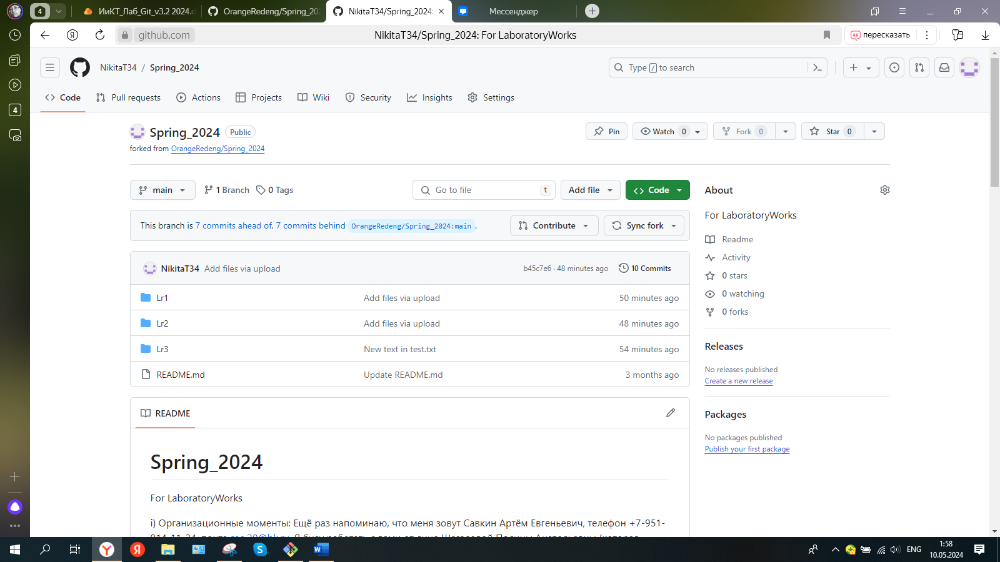 4
ИиКТ_Лаб_Git_v3.2 2024.d
OrangeRedeng/Spring_202
NikitaT34/Spring_2024:
Мессенджер
github.com
NikitaT34/Spring_2024: For LaboratoryWorks
пересказать
4
NikitaT34 / Spring_2024
Type / to search
Code
Pull requests
Actions
Projects
Wiki
Security
Insights
Settings
Spring_2024 Public
Pin
Watch 0
Fork 0
Star 0
forked from OrangeRedeng/Spring_2024
main
1 Branch
0 Tags
Go to file t
Add file
Code
This branch is 7 commits ahead of, 7 commits behind OrangeRedeng/Spring_2024:main .
Contribute
Sync fork
NikitaT34 Add files via upload b45c7e6 · 48 minutes ago 10 Commits
Lr1 Add files via upload 50 minutes ago
Lr2 Add files via upload 48 minutes ago
Lr3 New text in test.txt 54 minutes ago
README.md Update README.md 3 months ago
README
Spring_2024
For LaboratoryWorks
i) Организационные моменты: Ещё раз напоминаю, что меня зовут Савкин Артём Евгеньевич, телефон +7-951-
About
For LaboratoryWorks
Readme
Activity
0 stars
0 watching
0 forks
Releases
No releases published
Create a new release
Packages
No packages published
Publish your first package
ENG
1:58
10.05.2024